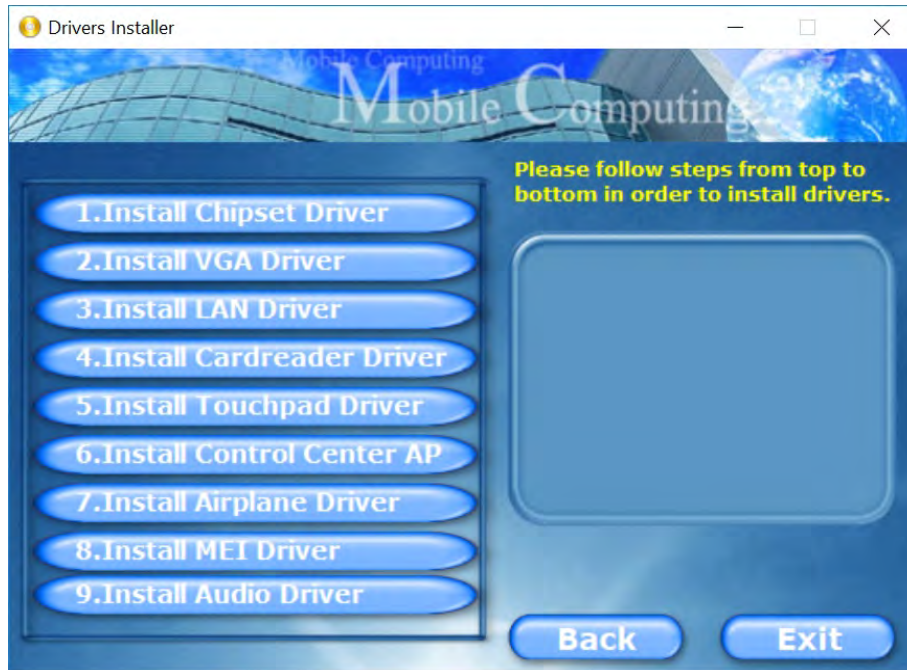 Drivers Installer
Mobile Computing
Mobile Computing
Please follow steps from top to
bottom in order to install drivers.
1.Install Chipset Driver
2.Install VGA Driver
3.Install LAN Driver
4.Install Cardreader Driver
5.Install Touchpad Driver
6.Install Control Center AP
7.Install Airplane Driver
8.Install MEI Driver
9.Install Audio Driver
Back
Exit